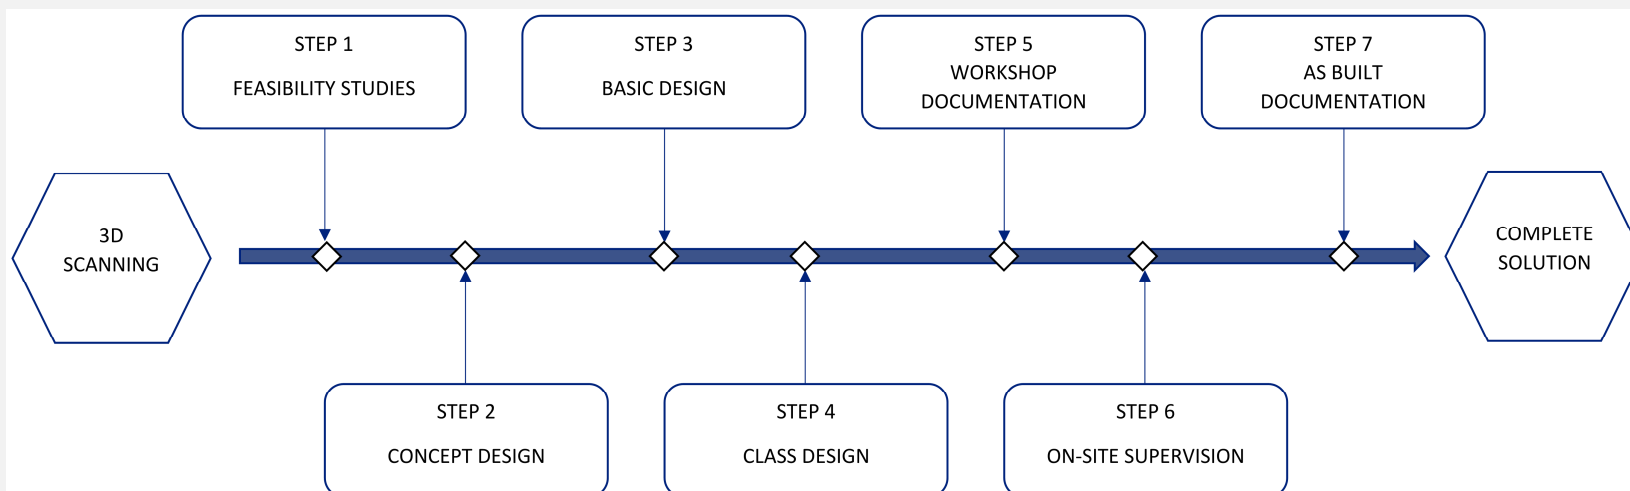 STEP 1
FEASIBILITY STUDIES
STEP 3
BASIC DESIGN
STEP 5
WORKSHOP
DOCUMENTATION
STEP 7
AS BUILT
DOCUMENTATION
3D
SCANNING
COMPLETE
SOLUTION
STEP 2
CONCEPT DESIGN
STEP 4
CLASS DESIGN
STEP 6
ON-SITE SUPERVISION